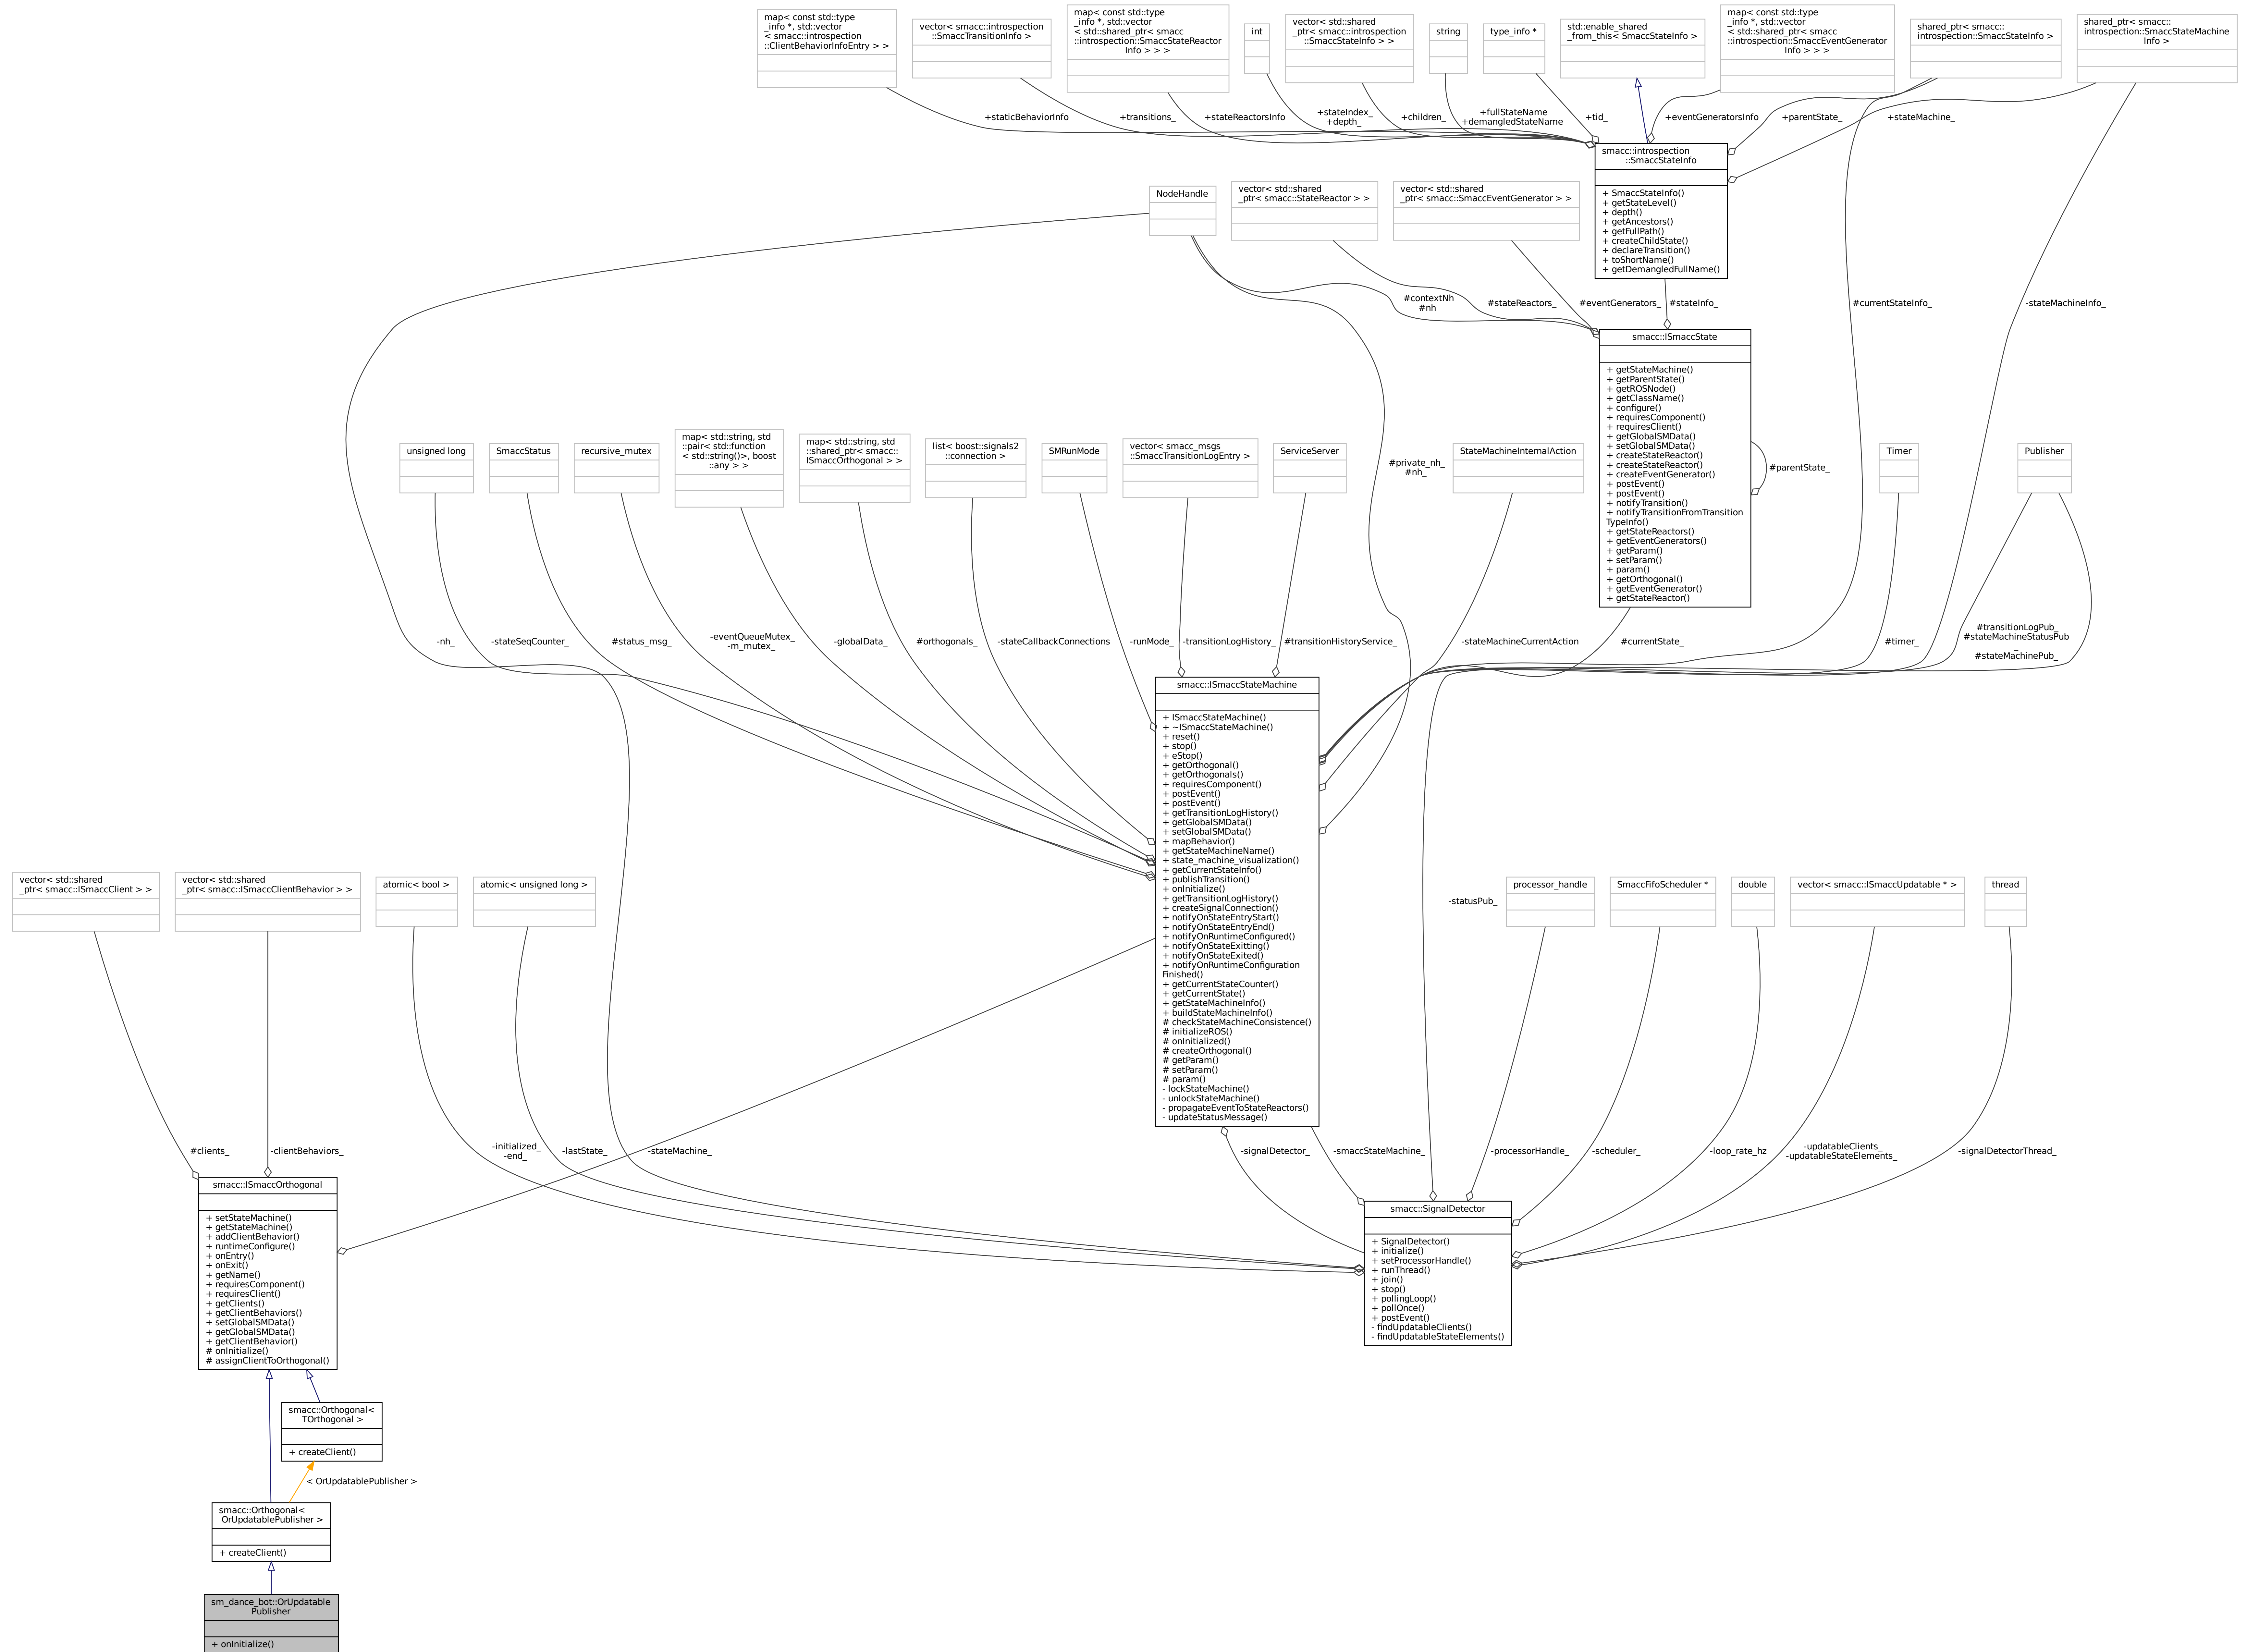 map< const std::type
_info *, std::vector
< smacc::introspection
::ClientBehaviorInfoEntry > >
vector< smacc::introspection
::SmaccTransitionInfo >
map< const std::type
_info *, std::vector
< std::shared_ptr< smacc
::introspection::SmaccStateReactor
Info > > >
int
vector< std::shared
_ptr< smacc::introspection
::SmaccStateInfo > >
string
type_info *
std::enable_shared
_from_this< SmaccStateInfo >
map< const std::type
_info *, std::vector
< std::shared_ptr< smacc
::introspection::SmaccEventGenerator
Info > > >
shared_ptr< smacc::
introspection::SmaccStateInfo >
shared_ptr< smacc::
introspection::SmaccStateMachine
Info >
+staticBehaviorInfo
+transitions_
+stateReactorsInfo
+stateIndex_
+depth_
+children_
+fullStateName
+demangledStateName
+tid_
+eventGeneratorsInfo
+parentState_
+stateMachine_
smacc::introspection
::SmaccStateInfo
+ SmaccStateInfo()
+ getStateLevel()
+ depth()
+ getAncestors()
+ getFullPath()
+ createChildState()
+ declareTransition()
+ toShortName()
+ getDemangledFullName()
NodeHandle
vector< std::shared
_ptr< smacc::StateReactor > >
vector< std::shared
_ptr< smacc::SmaccEventGenerator > >
#contextNh
#nh
#stateReactors_
#eventGenerators_
#stateInfo_
#currentStateInfo_
-stateMachineInfo_
smacc::ISmaccState
+ getStateMachine()
+ getParentState()
+ getROSNode()
+ getClassName()
+ configure()
+ requiresComponent()
+ requiresClient()
+ getGlobalSMData()
+ setGlobalSMData()
+ createStateReactor()
+ createStateReactor()
+ createEventGenerator()
+ postEvent()
+ postEvent()
+ notifyTransition()
+ notifyTransitionFromTransition
TypeInfo()
+ getStateReactors()
+ getEventGenerators()
+ getParam()
+ setParam()
+ param()
+ getOrthogonal()
+ getEventGenerator()
+ getStateReactor()
#parentState_
unsigned long
SmaccStatus
recursive_mutex
map< std::string, std
::pair< std::function
< std::string()>, boost
::any > >
map< std::string, std
::shared_ptr< smacc::
ISmaccOrthogonal > >
list< boost::signals2
::connection >
SMRunMode
vector< smacc_msgs
::SmaccTransitionLogEntry >
ServiceServer
#private_nh_
#nh_
StateMachineInternalAction
Timer
Publisher
-nh_
-stateSeqCounter_
#status_msg_
-eventQueueMutex_
-m_mutex_
-globalData_
#orthogonals_
-stateCallbackConnections
-runMode_
-transitionLogHistory_
#transitionHistoryService_
-stateMachineCurrentAction
#currentState_
#timer_
#transitionLogPub_
#stateMachineStatusPub
_
#stateMachinePub_
smacc::ISmaccStateMachine
+ ISmaccStateMachine()
+ ~ISmaccStateMachine()
+ reset()
+ stop()
+ eStop()
+ getOrthogonal()
+ getOrthogonals()
+ requiresComponent()
+ postEvent()
+ postEvent()
+ getTransitionLogHistory()
+ getGlobalSMData()
+ setGlobalSMData()
+ mapBehavior()
+ getStateMachineName()
+ state_machine_visualization()
+ getCurrentStateInfo()
+ publishTransition()
+ onInitialize()
+ getTransitionLogHistory()
+ createSignalConnection()
+ notifyOnStateEntryStart()
+ notifyOnStateEntryEnd()
+ notifyOnRuntimeConfigured()
+ notifyOnStateExitting()
+ notifyOnStateExited()
+ notifyOnRuntimeConfiguration
Finished()
+ getCurrentStateCounter()
+ getCurrentState()
+ getStateMachineInfo()
+ buildStateMachineInfo()
# checkStateMachineConsistence()
# initializeROS()
# onInitialized()
# createOrthogonal()
# getParam()
# setParam()
# param()
- lockStateMachine()
- unlockStateMachine()
- propagateEventToStateReactors()
- updateStatusMessage()
vector< std::shared
_ptr< smacc::ISmaccClient > >
vector< std::shared
_ptr< smacc::ISmaccClientBehavior > >
atomic< bool >
atomic< unsigned long >
-statusPub_
processor_handle
SmaccFifoScheduler *
double
vector< smacc::ISmaccUpdatable * >
thread
#clients_
-clientBehaviors_
-initialized_
-end_
-lastState_
-stateMachine_
-signalDetector_
-smaccStateMachine_
-processorHandle_
-scheduler_
-loop_rate_hz
-updatableClients_
-updatableStateElements_
-signalDetectorThread_
smacc::ISmaccOrthogonal
+ setStateMachine()
+ getStateMachine()
+ addClientBehavior()
+ runtimeConfigure()
+ onEntry()
+ onExit()
+ getName()
+ requiresComponent()
+ requiresClient()
+ getClients()
+ getClientBehaviors()
+ setGlobalSMData()
+ getGlobalSMData()
+ getClientBehavior()
# onInitialize()
# assignClientToOrthogonal()
smacc::SignalDetector
+ SignalDetector()
+ initialize()
+ setProcessorHandle()
+ runThread()
+ join()
+ stop()
+ pollingLoop()
+ pollOnce()
+ postEvent()
- findUpdatableClients()
- findUpdatableStateElements()
smacc::Orthogonal<
TOrthogonal >
+ createClient()
< OrUpdatablePublisher >
smacc::Orthogonal<
OrUpdatablePublisher >
+ createClient()
sm_dance_bot::OrUpdatable
Publisher
+ onInitialize()